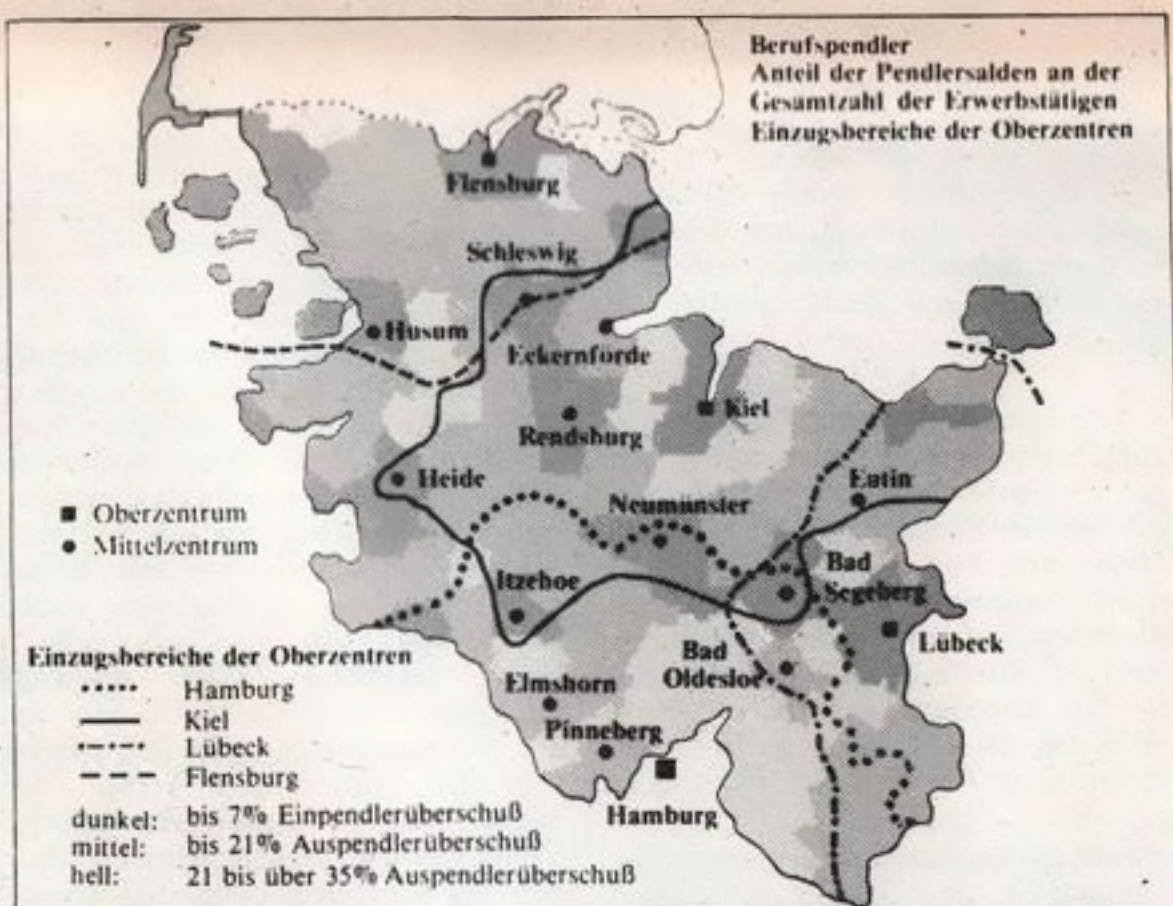 Berufspendler
Anteil der Pendlersalden an der
Gesamtzahl der Erwerbstätigen
Einzugsbereiche der Oberzentren
Flensburg
Schleswig
Husum
Eckernförde
Kiel
Rendsburg
Heide
Eutin
Neumünster
Oberzentrum
Mittelzentrum
Itzehoe
Bad
Segeberg
Lübeck
Bad
Oldesloe
Einzugsbereiche der Oberzentren
Hamburg
Kiel
Lübeck
Flensburg
Elmshorn
Pinneberg
Hamburg
dunkel: bis 7% Einpendlerüberschuß
mittel: bis 21% Auspendlerüberschuß
hell: 21 bis über 35% Auspendlerüberschuß